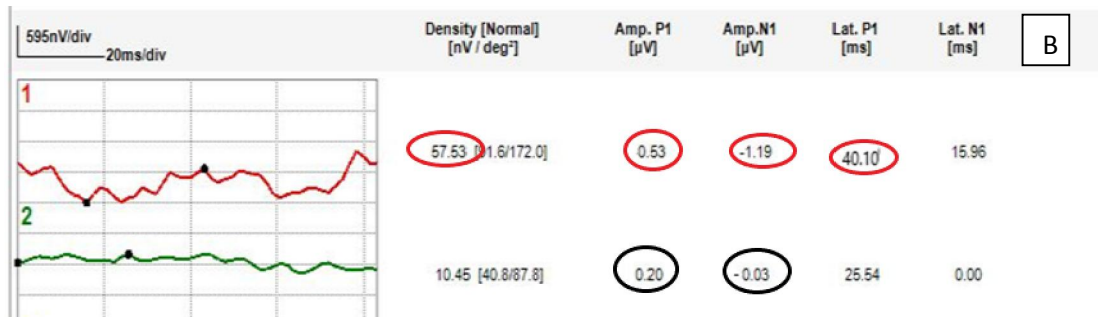 595nV/div
20ms/div
Density [Normal]
[nV / deg²]
Amp. P1
[µV]
Amp.N1
[µV]
Lat. P1
[ms]
Lat. N1
[ms]
B
1
57.53 [91.6/172.0] 0.53 -1.19 40.10 15.96
2
10.45 [40.8/87.8] 0.20 -0.03 25.54 0.00